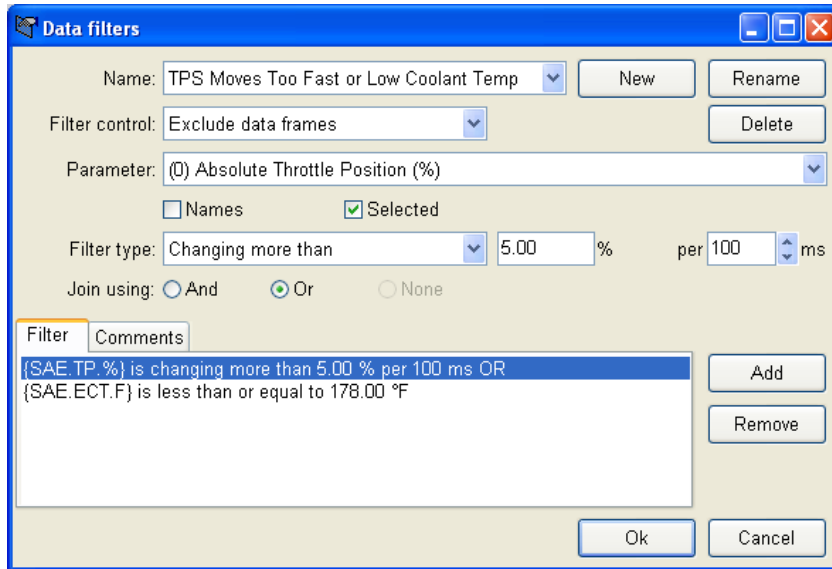 Data filters
Name: TPS Moves Too Fast or Low Coolant Temp New Rename
Filter control: Exclude data frames Delete
Parameter: (0) Absolute Throttle Position (%)
Names Selected
Filter type: Changing more than 5.00 % per 100 ms
Join using: And Or None
Filter Comments
{SAE.TP.%} is changing more than 5.00 % per 100 ms OR
{SAE.ECT.F} is less than or equal to 178.00 °F
Add
Remove
Ok Cancel